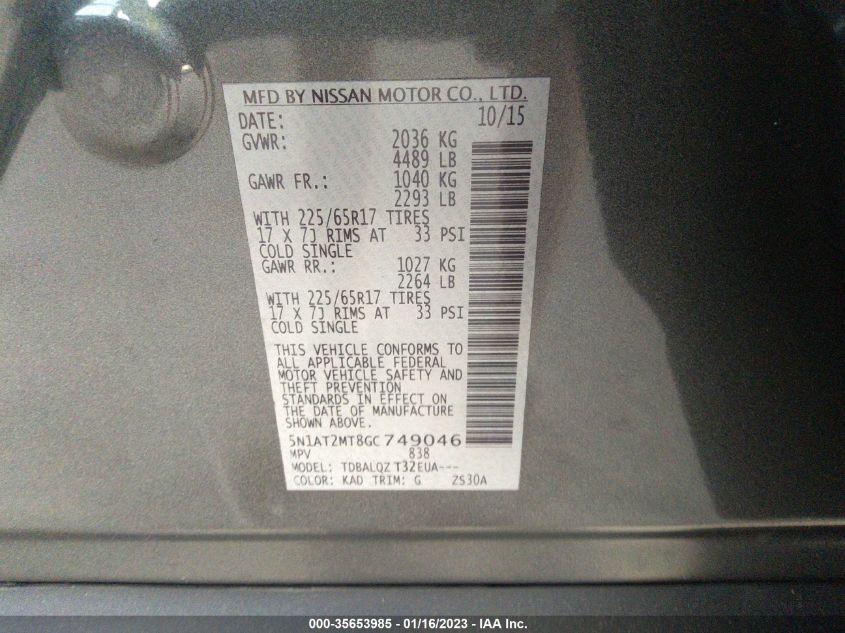 MFD BY NISSAN MOTOR CO., LTD.
DATE: 10/15
GVWR: 2036 KG
4489 LB
GAWR FR.: 1040 KG
2293 LB
WITH 225/65R17 TIRES
17 X 7J RIMS AT 33 PSI
COLD SINGLE
GAWR RR.: 1027 KG
2264 LB
WITH 225/65R17 TIRES
17 X 7J RIMS AT 33 PSI
COLD SINGLE
THIS VEHICLE CONFORMS TO
ALL APPLICABLE FEDERAL
MOTOR VEHICLE SAFETY AND
THEFT PREVENTION
STANDARDS IN EFFECT ON
THE DATE OF MANUFACTURE
SHOWN ABOVE.
5N1AT2MT8GC749046
MPV 838
MODEL: TDBALQZ T32EUA---
COLOR: KAD TRIM: G ZS30A
000-35653985 - 01/16/2023 - IAA Inc.